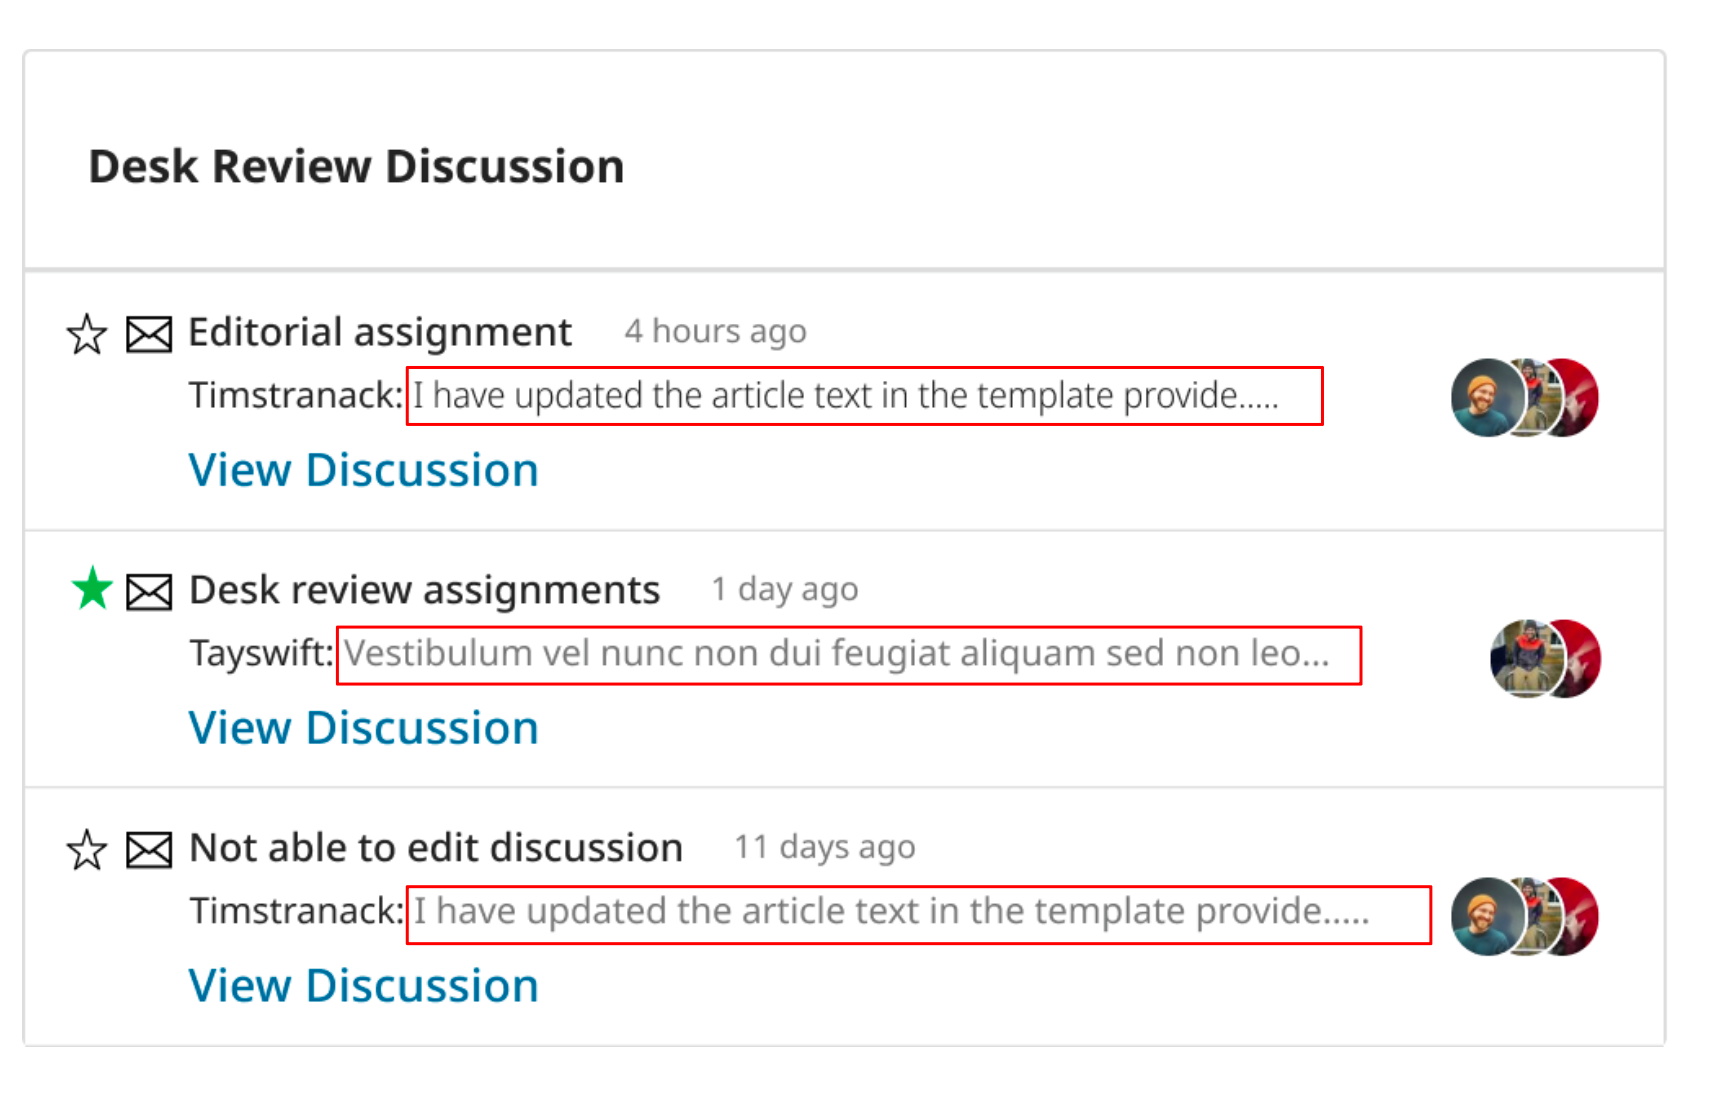 Desk Review Discussion
Editorial assignment 4 hours ago
Timstranack: I have updated the article text in the template provide.....
View Discussion
Desk review assignments 1 day ago
Tayswift: Vestibulum vel nunc non dui feugiat aliquam sed non leo...
View Discussion
Not able to edit discussion 11 days ago
Timstranack: I have updated the article text in the template provide.....
View Discussion